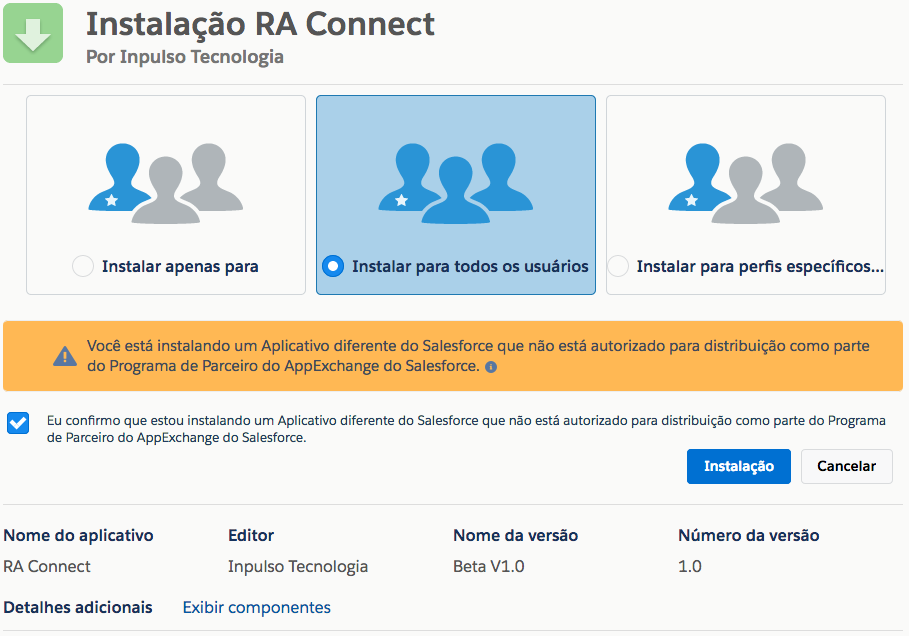 Instalação RA Connect
Por Inpulso Tecnologia
Instalar apenas para
Instalar para todos os usuários
Instalar para perfis específicos...
Você está instalando um Aplicativo diferente do Salesforce que não está autorizado para distribuição como parte
do Programa de Parceiro do AppExchange do Salesforce.
Eu confirmo que estou instalando um Aplicativo diferente do Salesforce que não está autorizado para distribuição como parte do Programa
de Parceiro do AppExchange do Salesforce.
Instalação
Cancelar
Nome do aplicativo
Editor
Nome da versão
Número da versão
RA Connect
Inpulso Tecnologia
Beta V1.0
1.0
Detalhes adicionais
Exibir componentes